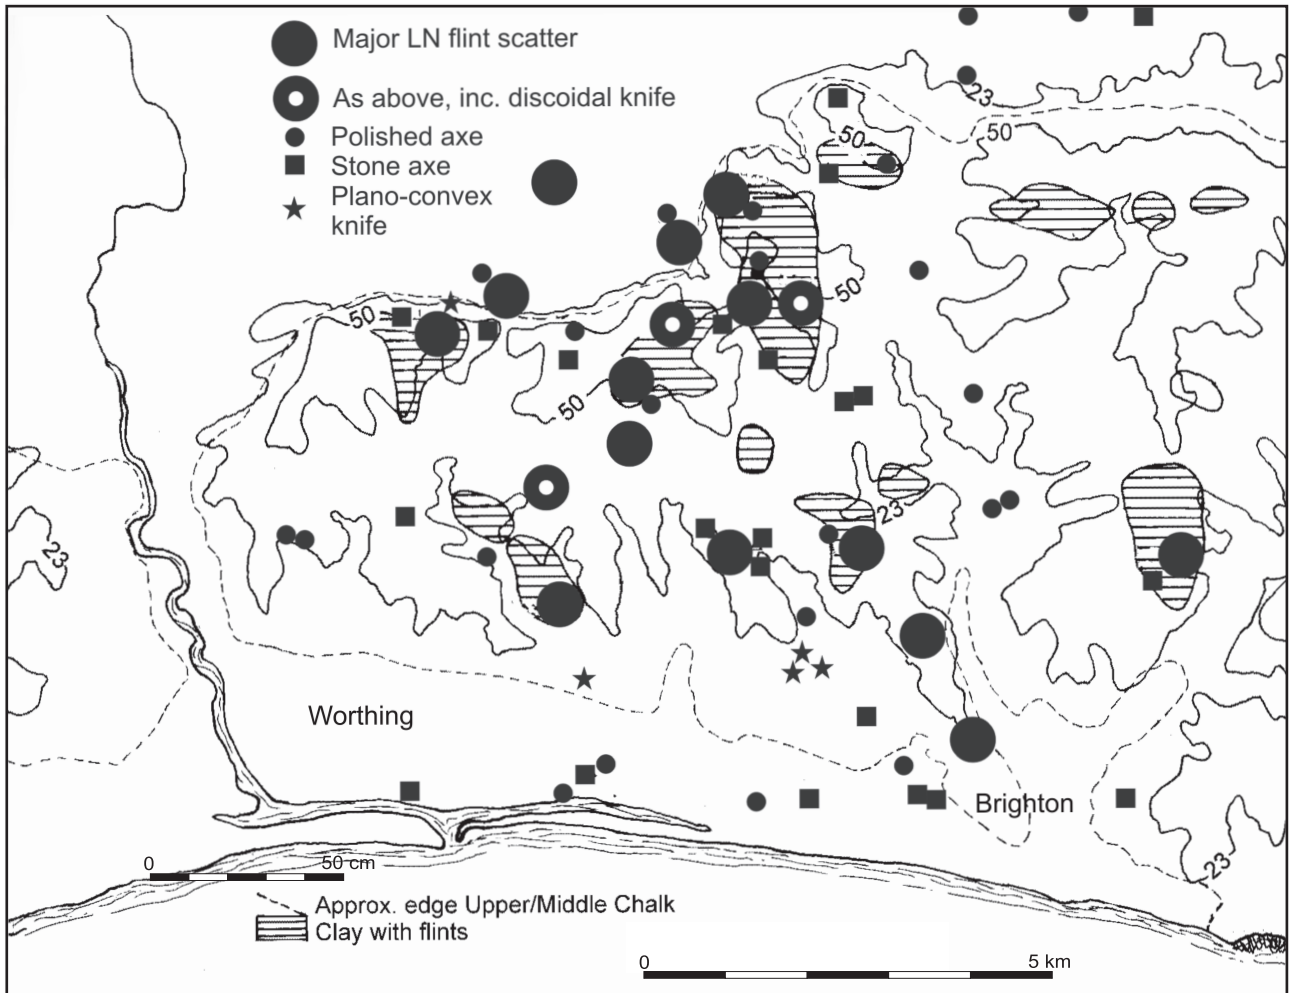 Major LN flint scatter
As above, inc. discoidal knife
Polished axe
Stone axe
Plano-convex
knife
23
50
50
50
50
50
23
23
Worthing
Brighton
23
0 50 cm
Approx. edge Upper/Middle Chalk
Clay with flints
0 5 km